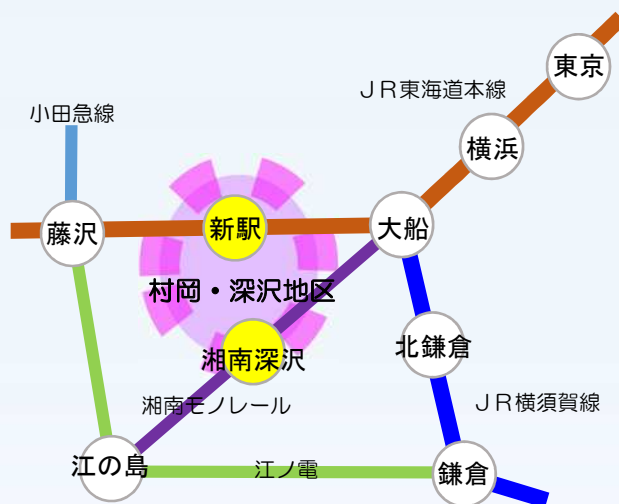 東京
ＪＲ東海道本線
小田急線
横浜
藤沢
新駅
大船
村岡・深沢地区
湘南深沢
北鎌倉
湘南モノレール
ＪＲ横須賀線
江の島
江ノ電
鎌倉